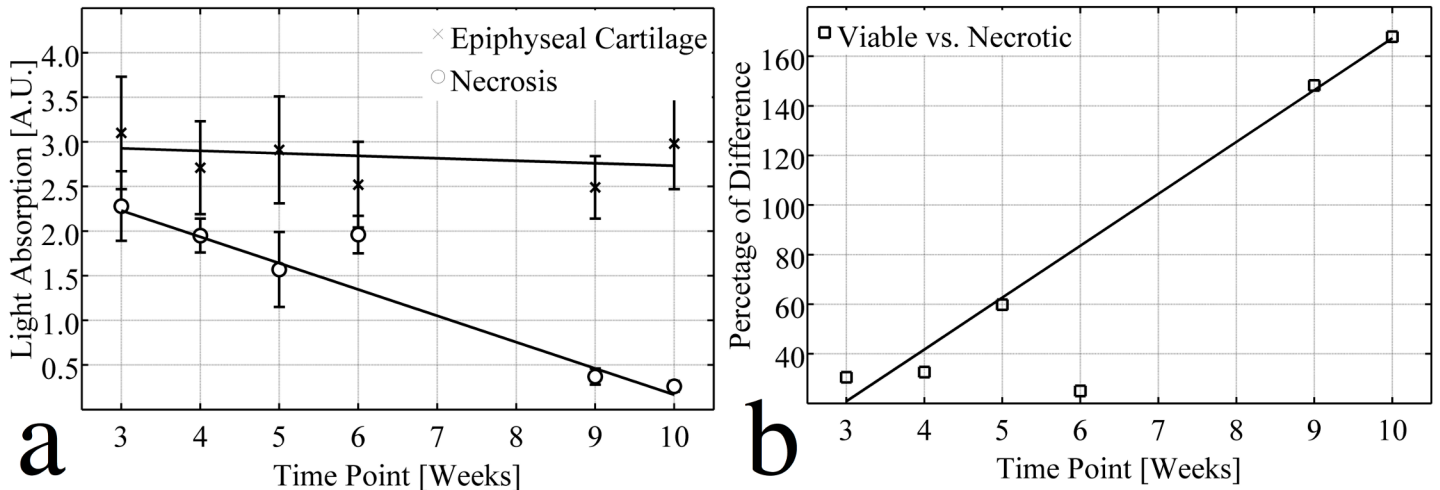 Epiphyseal Cartilage
Necrosis
Light Absorption [A.U.]
4.0
3.5
3.0
2.5
2.0
1.5
1.0
0.5
3 4 5 6 7 8 9 10
Time Point [Weeks]
a
Viable vs. Necrotic
Percetage of Difference
160
140
120
100
80
60
40
3 4 5 6 7 8 9 10
Time Point [Weeks]
b